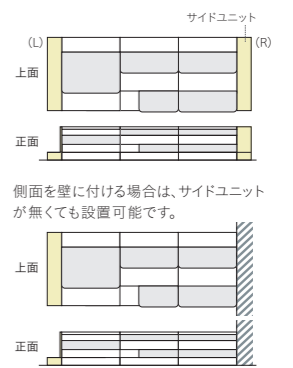 サイドユニット
(L)
(R)
上面
正面
側面を壁に付ける場合は、サイドユニット
が無くても設置可能です。
上面
正面